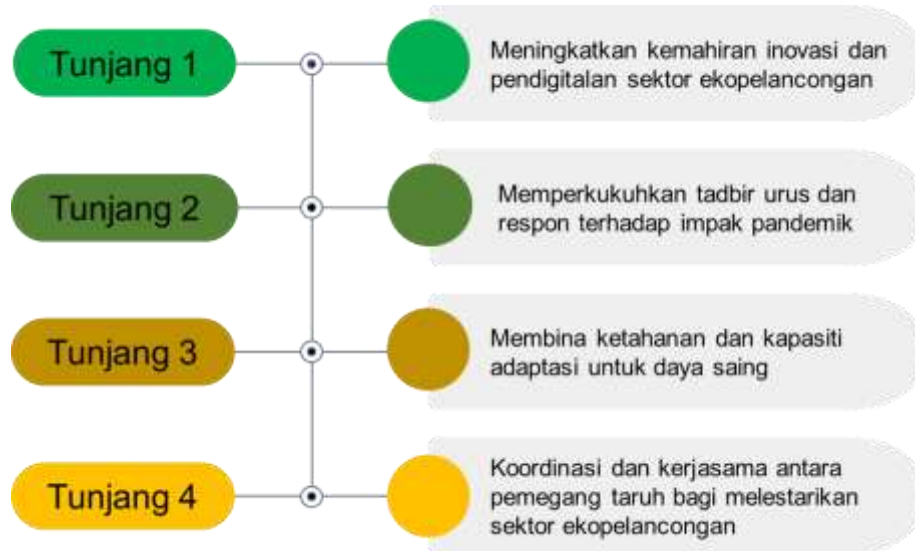 Tunjang 1
Meningkatkan kemahiran inovasi dan
pendigitalan sektor ekopelancongan
Tunjang 2
Memperkukuhkan tadbir urus dan
respon terhadap impak pandemik
Tunjang 3
Membina ketahanan dan kapasiti
adaptasi untuk daya saing
Tunjang 4
Koordinasi dan kerjasama antara
pemegang taruh bagi melestarikan
sektor ekopelancongan